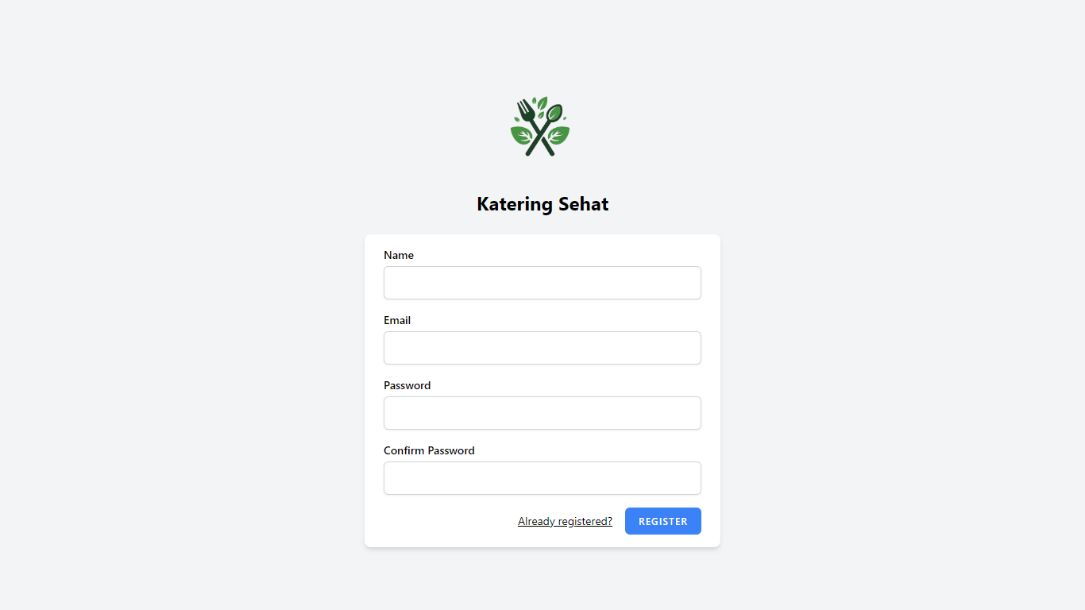 Katering Sehat
Name
Email
Password
Confirm Password
Already registered? REGISTER